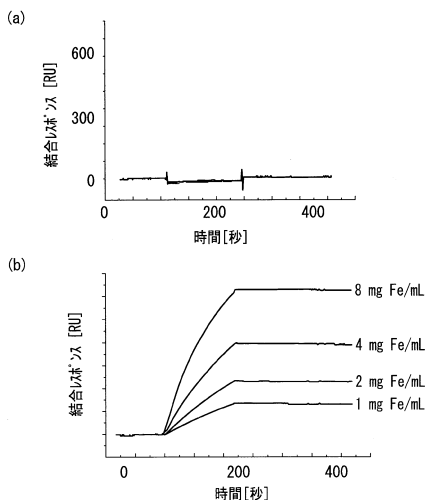 (a)
600
300
0
結合レスポンス [RU]
0 200 400
時間[秒]
(b)
結合レスポンス [RU]
8 mg Fe/mL
4 mg Fe/mL
2 mg Fe/mL
1 mg Fe/mL
0 200 200 400
時間[秒]